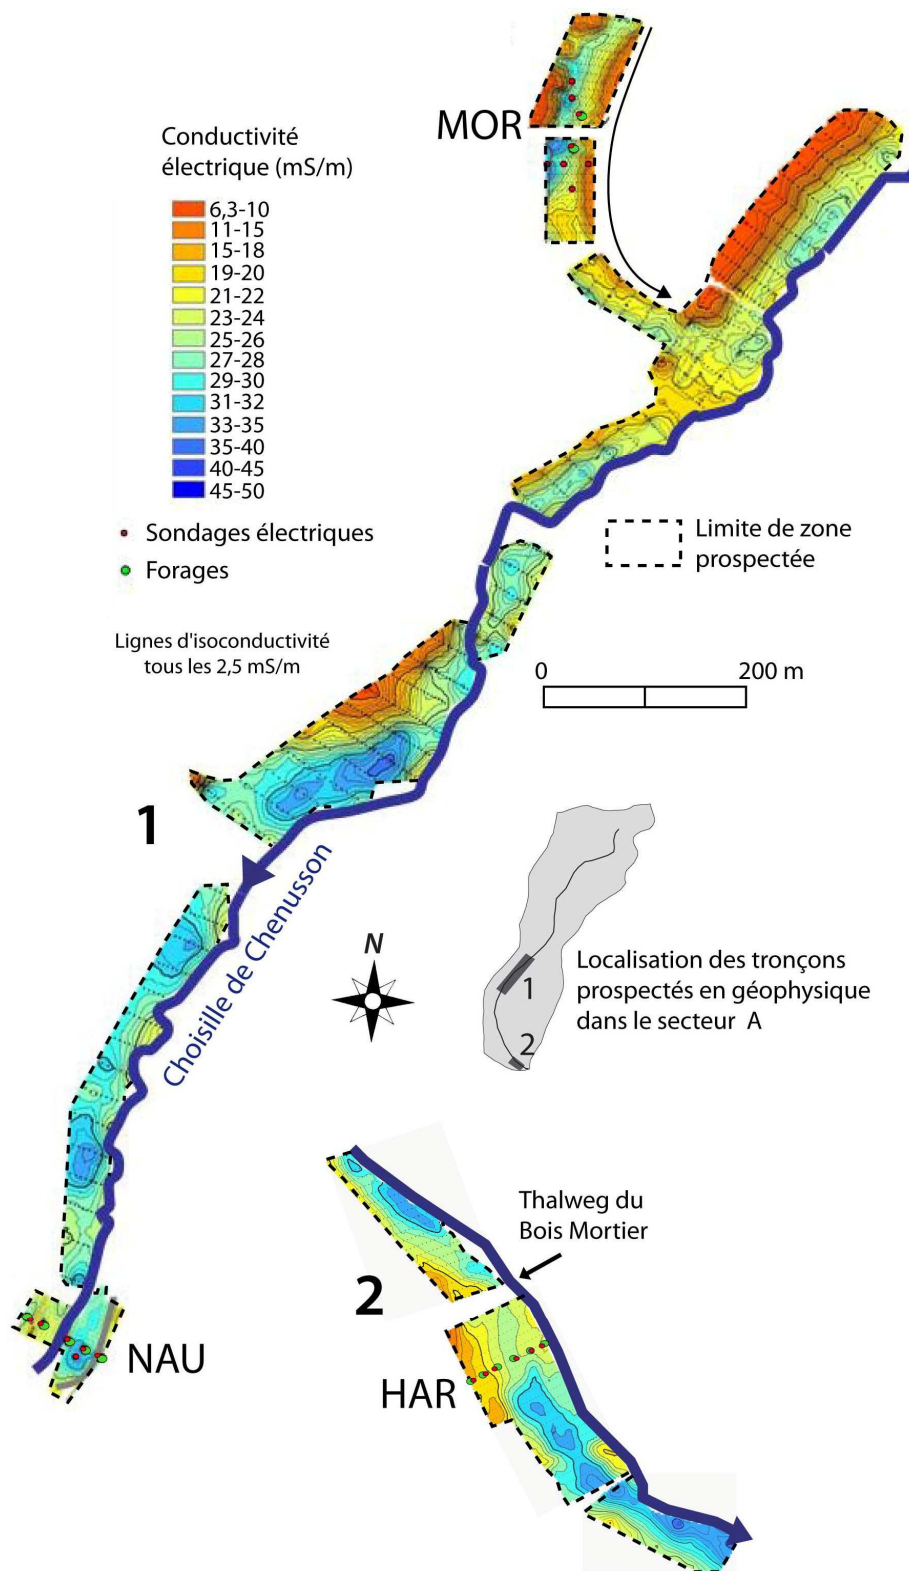 MOR
Conductivité
électrique (mS/m)
6,3-10
11-15
15-18
19-20
21-22
23-24
25-26
27-28
29-30
31-32
33-35
35-40
40-45
45-50
Sondages électriques
Forages
Limite de zone
prospectée
Lignes d'isoconductivité
tous les 2,5 mS/m
0 200 m
1
Choisille de Chenusson
N
1
2
Localisation des tronçons
prospectés en géophysique
dans le secteur A
Thalweg du
Bois Mortier
2
NAU
HAR